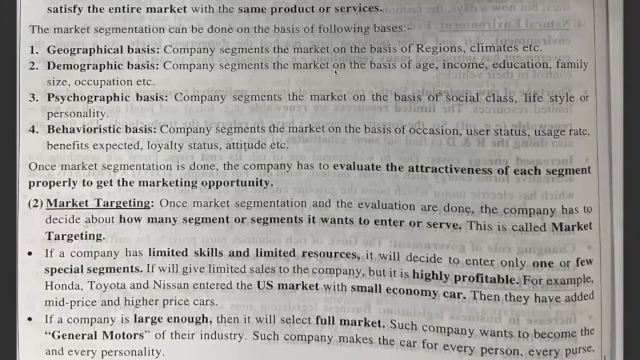 satisfy the entire market with the same product or services.
The market segmentation can be done on the basis of following bases:-
1. Geographical basis: Company segments the market on the basis of Regions, climates etc.
2. Demographic basis: Company segments the market on the basis of age, income, education, family
size, occupation etc.
3. Psychographic basis: Company segments the market on the basis of social class, life style or
personality.
4. Behavioristic basis: Company segments the market on the basis of occasion, user status, usage rate,
benefits expected, loyalty status, attitude etc.
Once market segmentation is done, the company has to evaluate the attractiveness of each segment
properly to get the marketing opportunity.
(2) Market Targeting: Once market segmentation and the evaluation are done, the company has to
decide about how many segment or segments it wants to enter or serve. This is called Market
Targeting.
• If a company has limited skills and limited resources, it will decide to enter only one or few
special segments. If will give limited sales to the company, but it is highly profitable. For example,
Honda, Toyota and Nissan entered the US market with small economy car. Then they have added
mid-price and higher price cars.
• If a company is large enough, then it will select full market. Such company wants to become the
"General Motors" of their industry. Such company makes the car for every person, every purse,
and every personality.